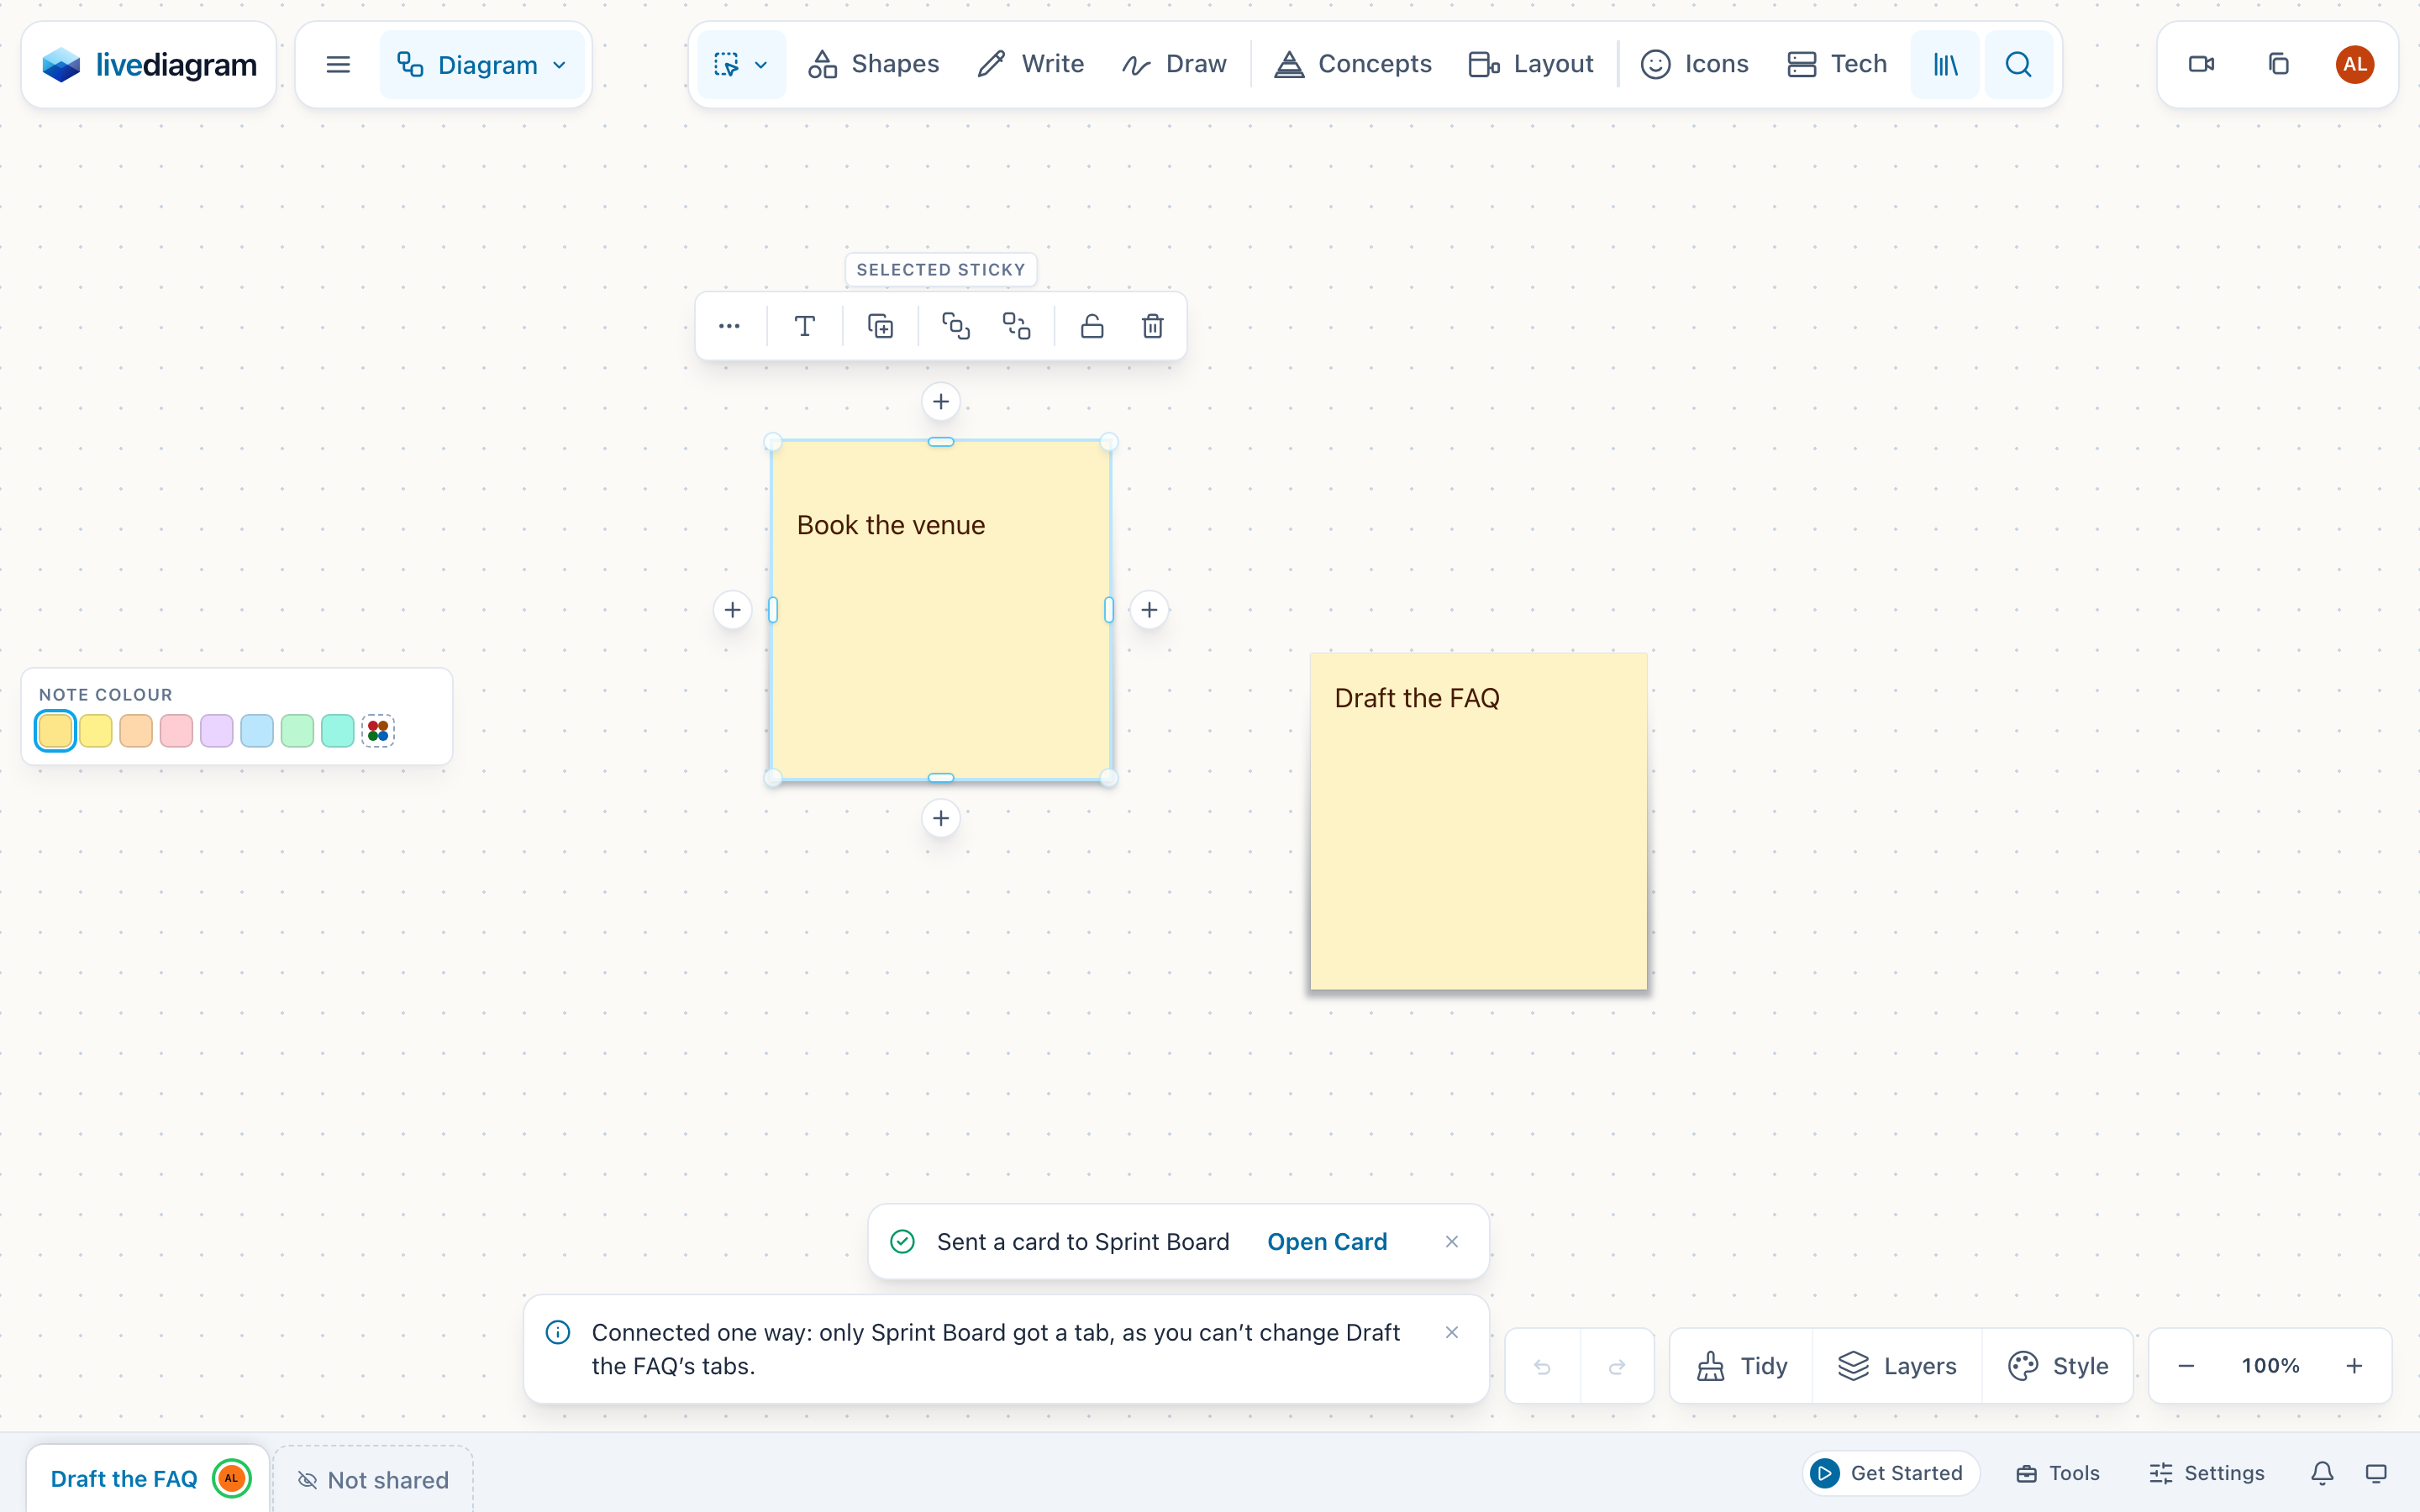 livediagram
Diagram
Shapes
Write
Draw
Concepts
Layout
Icons
Tech
AL
SELECTED STICKY
Book the venue
NOTE COLOUR
Draft the FAQ
Sent a card to Sprint Board Open Card
Connected one way: only Sprint Board got a tab, as you can’t change Draft
the FAQ’s tabs.
Tidy
Layers
Style
100%
Draft the FAQ
AL
Not shared
Get Started
Tools
Settings